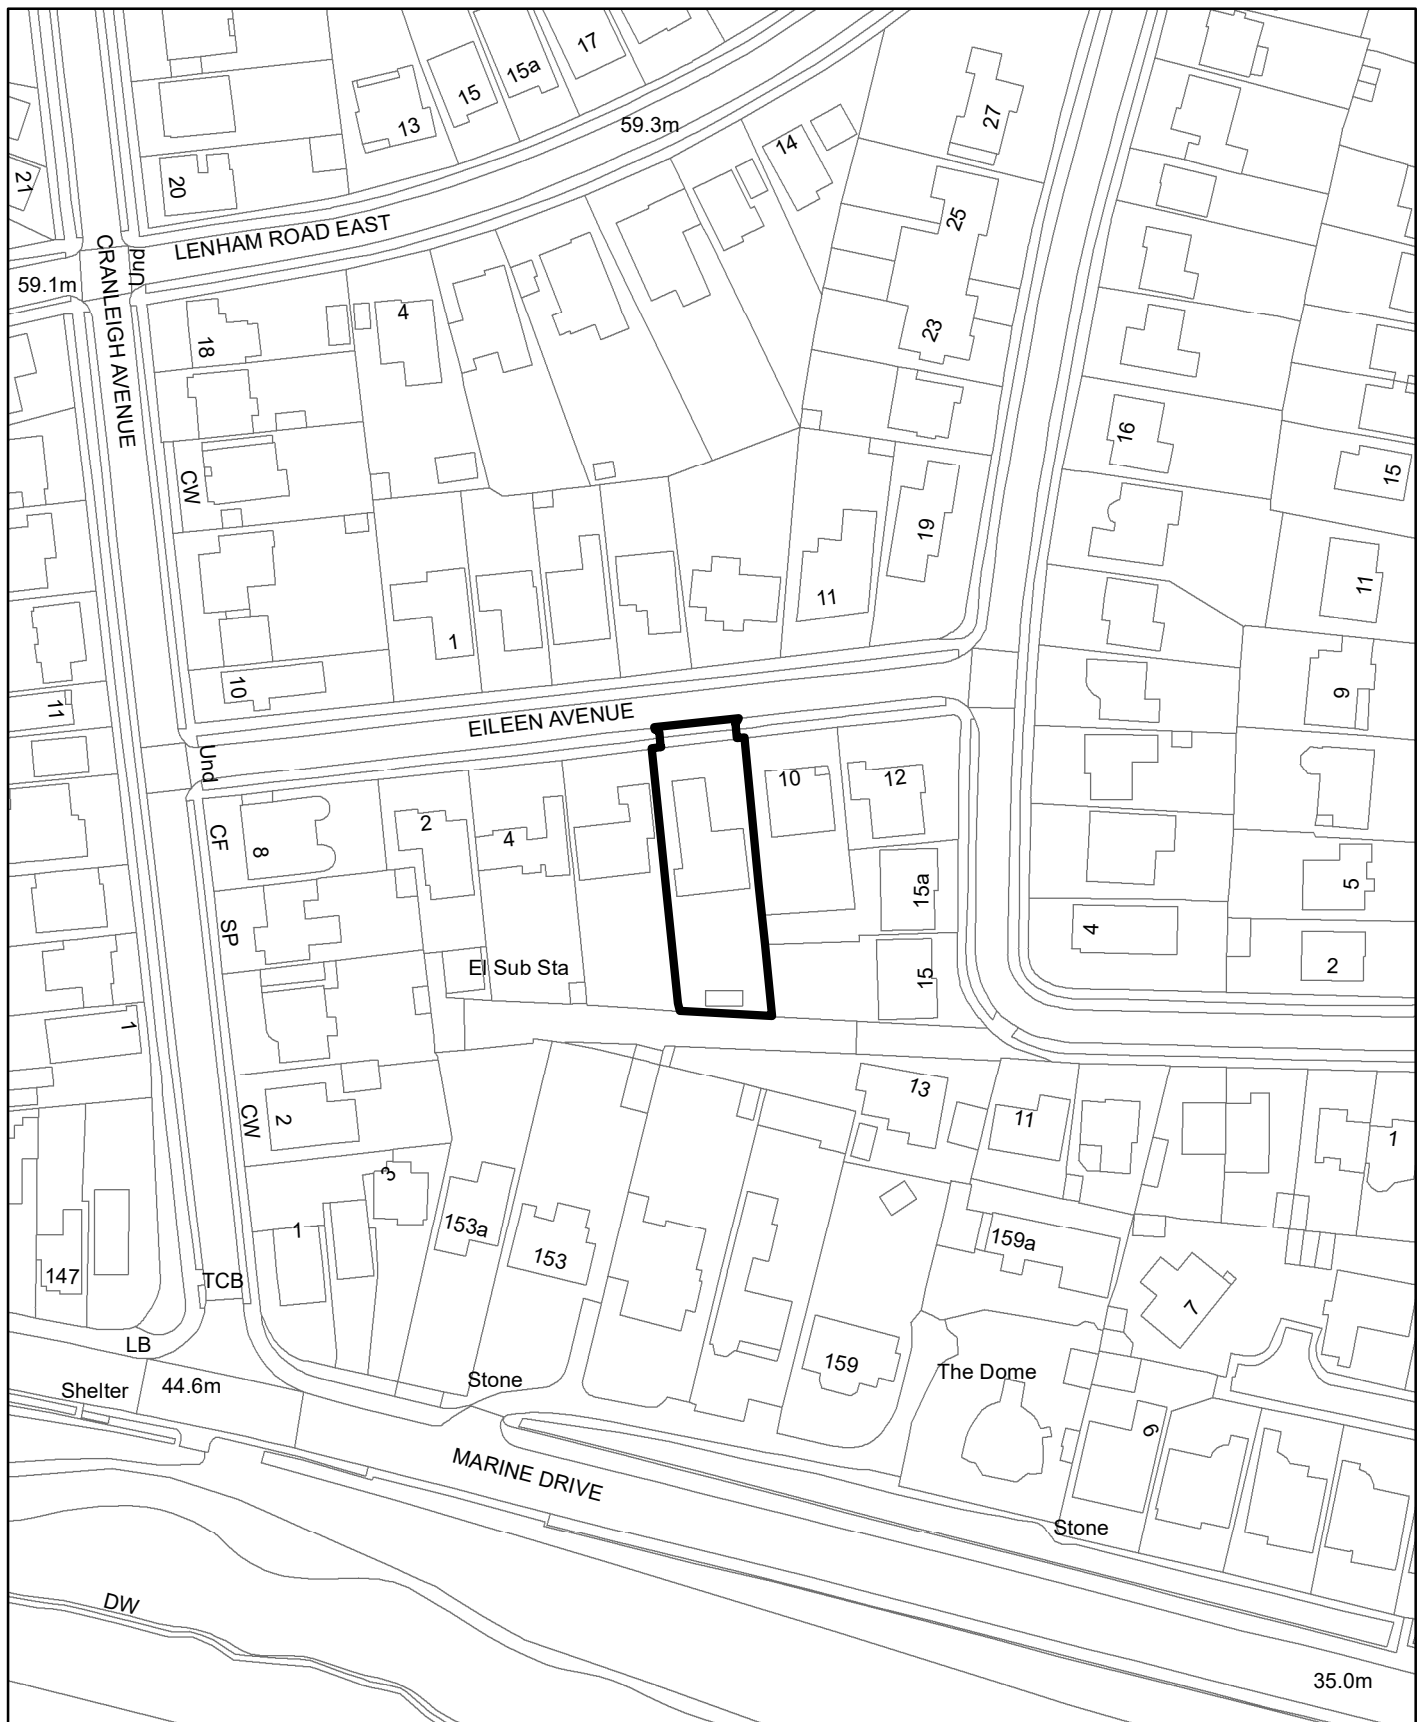 17
15a
15
13
59.3m
27
14
21
20
25
LENHAM ROAD EAST
Und
CRANLEIGH AVENUE
59.1m
4
18
23
16
15
CW
19
11
11
1
10
9
11
EILEEN AVENUE
Und
10
12
2
CF
4
8
15a
5
SP
4
El Sub Sta
15
2
1
13
CW
2
11
1
3
153a
1
159a
153
147
TCB
7
LB
159
The Dome
Stone
44.6m
Shelter
6
MARINE DRIVE
Stone
DW
35.0m